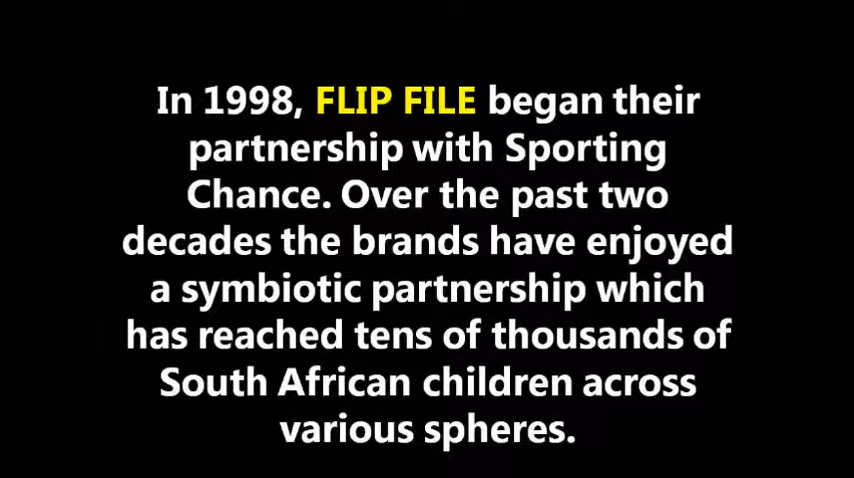 In 1998, FLIP FILE began their
partnership with Sporting
Chance. Over the past two
decades the brands have enjoyed
a symbiotic partnership which
has reached tens of thousands of
South African children across
various spheres.